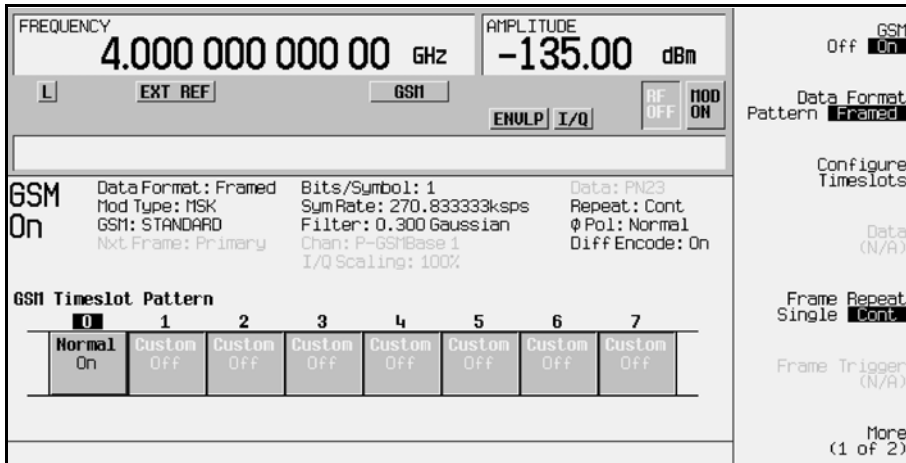 FREQUENCY
4.000 000 000 00 GHz
AMPLITUDE
-135.00 dBm
L
EXT REF
GSM
ENVLP
I/Q
RF OFF
MOD ON
GSM On
Data Format: Framed
Mod Type: MSK
GSM: STANDARD
Nxt Frame: Primary
Bits/Symbol: 1
Sym Rate: 270.833333ksps
Filter: 0.300 Gaussian
Chan: P-GSMBase 1
I/Q Scaling: 100%
Data: PN23
Repeat: Cont
Φ Pol: Normal
Diff Encode: On
GSM Timeslot Pattern
0 1 2 3 4 5 6 7
Normal Custom Custom Custom Custom Custom Custom Custom
On Off Off Off Off Off Off Off
GSM
Off On
Data Format
Pattern Framed
Configure
Timeslots
Data
(N/A)
Frame Repeat
Single Cont
Frame Trigger
(N/A)
More
(1 of 2)